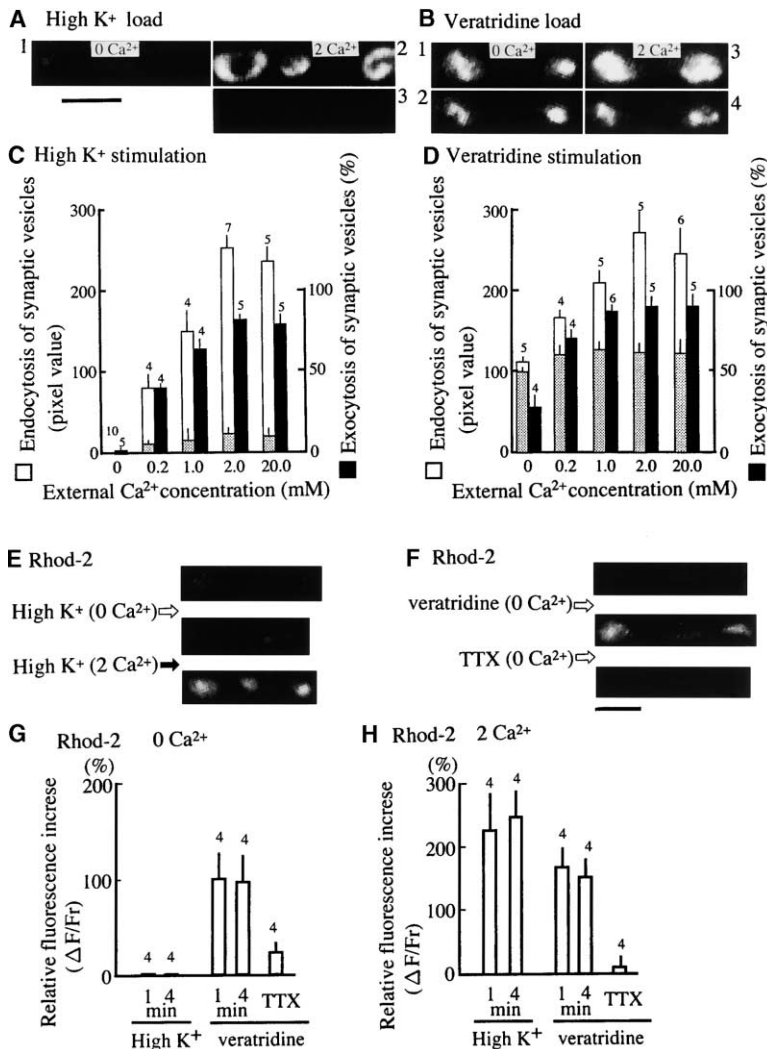 A High K⁺ load
1 0 Ca²⁺ 2 Ca²⁺ 2
3
B Veratridine load
1 0 Ca²⁺ 2 Ca²⁺ 3
2 4
C High K⁺ stimulation
Endocytosis of synaptic vesicles
(pixel value)
300
200
100
0
10
5
4
4
4
4
7
5
5
5
100
50
0
Exocytosis of synaptic vesicles (%)
0 0.2 1.0 2.0 20.0
External Ca²⁺ concentration (mM)
D Veratridine stimulation
Endocytosis of synaptic vesicles
(pixel value)
300
200
100
0
5
4
4
4
5
6
5
5
6
5
100
50
0
Exocytosis of synaptic vesicles (%)
0 0.2 1.0 2.0 20.0
External Ca²⁺ concentration (mM)
E Rhod-2
High K⁺ (0 Ca²⁺)
High K⁺ (2 Ca²⁺)
F Rhod-2
veratridine (0 Ca²⁺)
TTX (0 Ca²⁺)
G Rhod-2 0 Ca²⁺
(%)
200
100
0
Relative fluorescence increse
(ΔF/Fr)
4 4 4 4 4
1 4 1 4 TTX
min min
High K⁺ veratridine
H Rhod-2 2 Ca²⁺
(%)
300
200
100
0
Relative fluorescence increse
(ΔF/Fr)
4 4 4 4 4
1 4 1 4 TTX
min min
High K⁺ veratridine